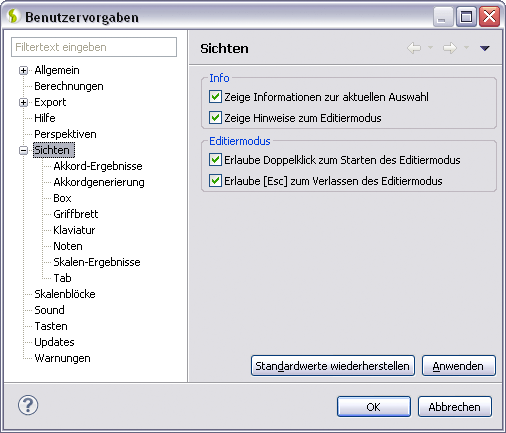 Benutzervorgaben
Filtertext eingeben
Allgemein
Berechnungen
Export
Hilfe
Perspektiven
Sichten
Akkord-Ergebnisse
Akkordgenerierung
Box
Griffbrett
Klaviatur
Noten
Skalen-Ergebnisse
Tab
Skalenblöcke
Sound
Tasten
Updates
Warnungen
Sichten
Info
Zeige Informationen zur aktuellen Auswahl
Zeige Hinweise zum Editiermodus
Editiermodus
Erlaube Doppelklick zum Starten des Editiermodus
Erlaube [Esc] zum Verlassen des Editiermodus
Standardwerte wiederherstellen
Anwenden
?
OK
Abbrechen